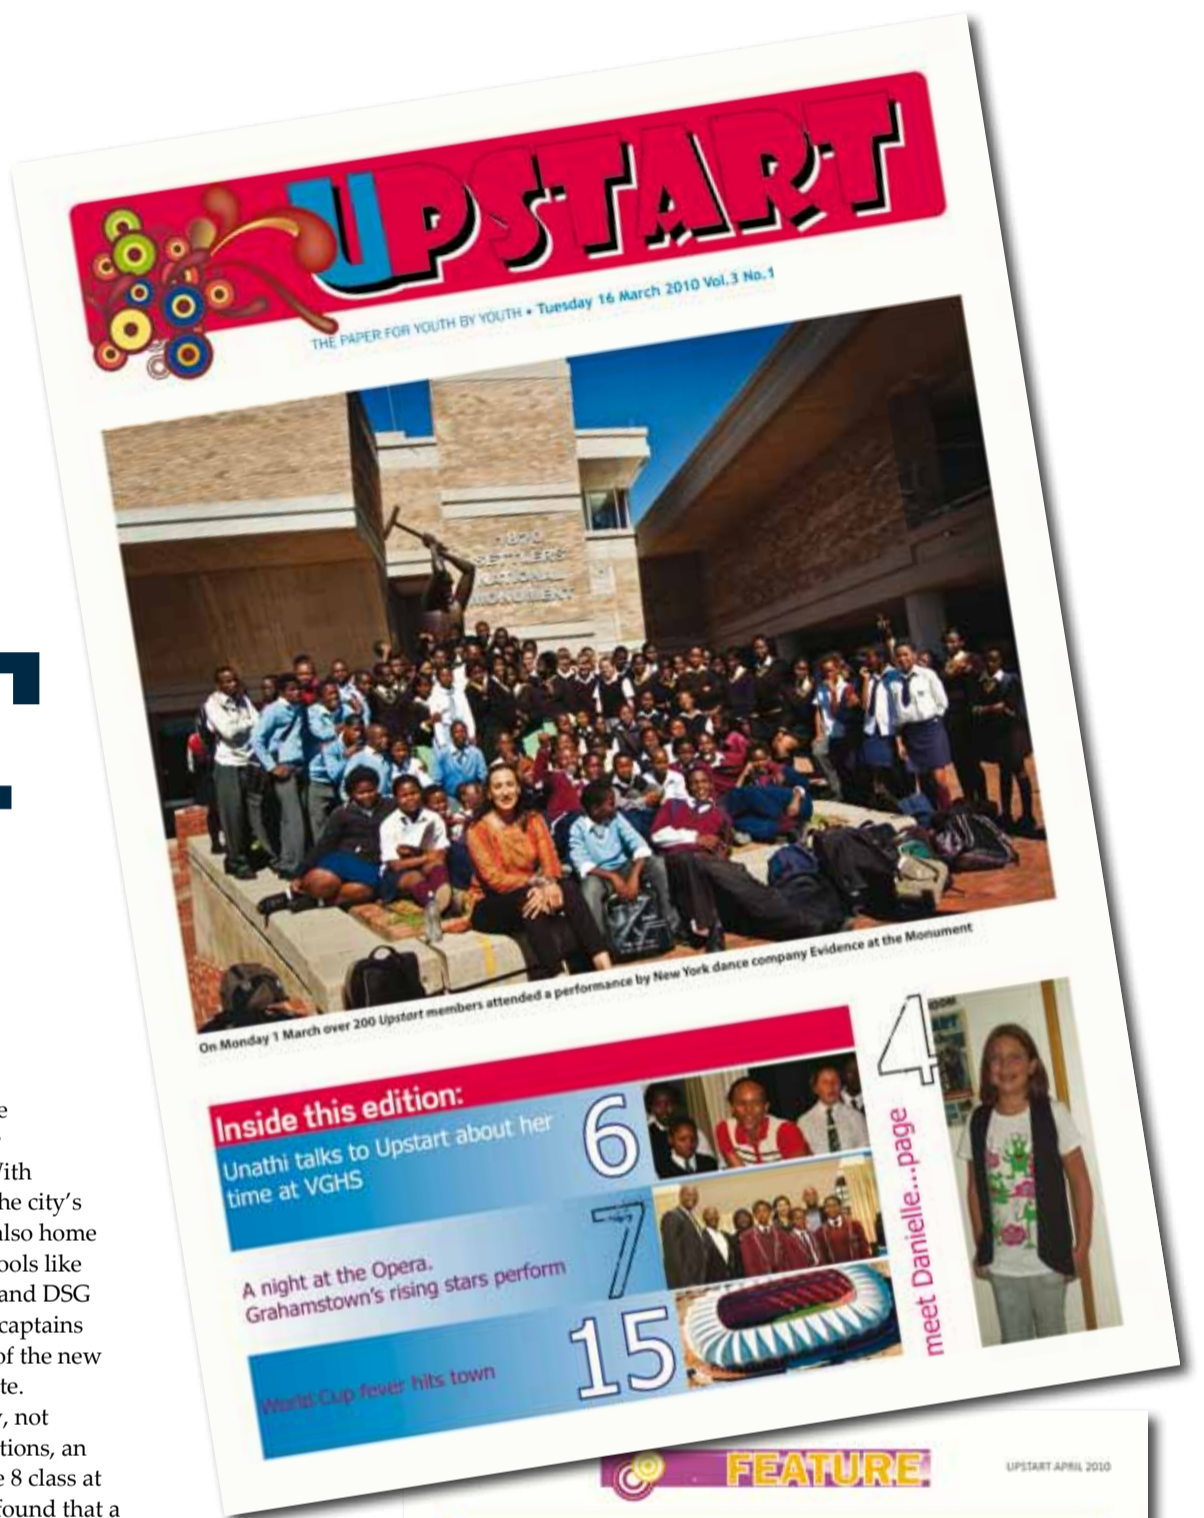 UPSTART
THE PAPER FOR YOUTH BY YOUTH • Tuesday 16 March 2010 Vol.3 No.1
1820
SETTLERS
NATIONAL
MONUMENT
On Monday 1 March over 200 Upstart members attended a performance by New York dance company Evidence at the Monument
Inside this edition:
Unathi talks to Upstart about her
time at VGHS
6
A night at the Opera.
Grahamstown's rising stars perform
7
World Cup fever hits town
15
4
meet Danielle...page
he city's
also home
ools like
and DSG
captains
of the new
te.
, not
tions, an
e 8 class at
found that a
FEATURE
UPSTART APRIL 2010